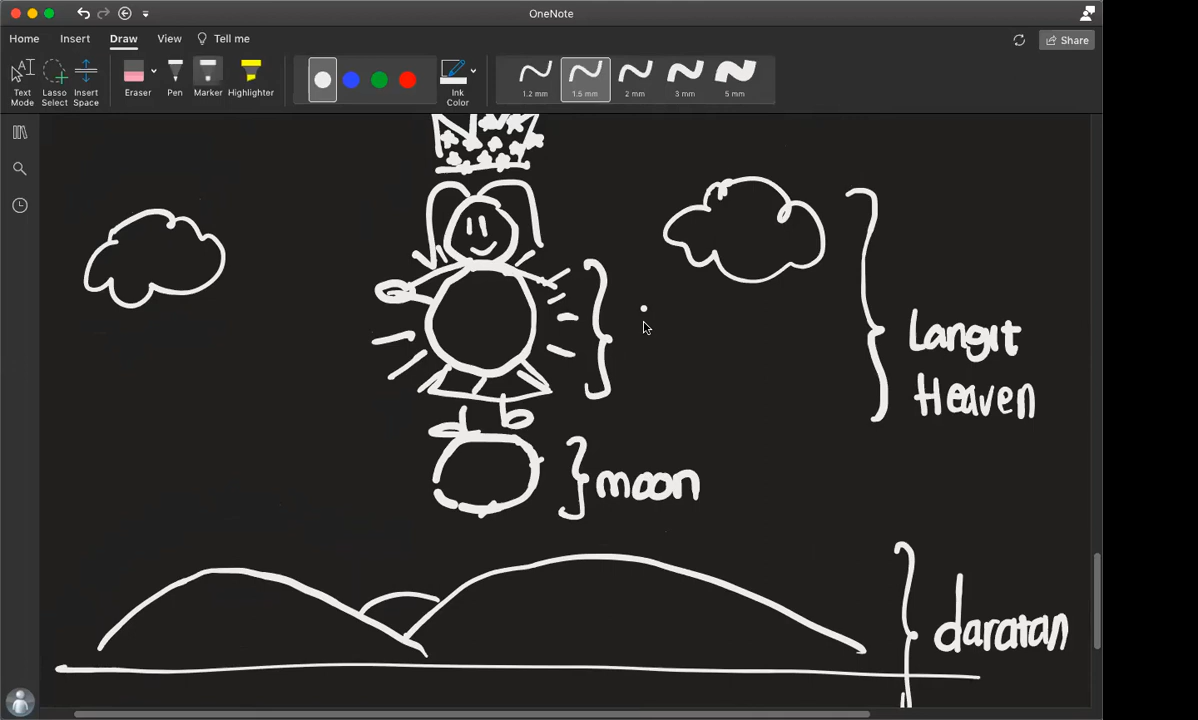 OneNote
Home Insert Draw View Tell me
Share
Text Mode
Lasso Select
Insert Space
Eraser
Pen
Marker
Highlighter
Ink Color
1.2 mm
1.5 mm
2 mm
3 mm
5 mm
Langit
Heaven
moon
daratan